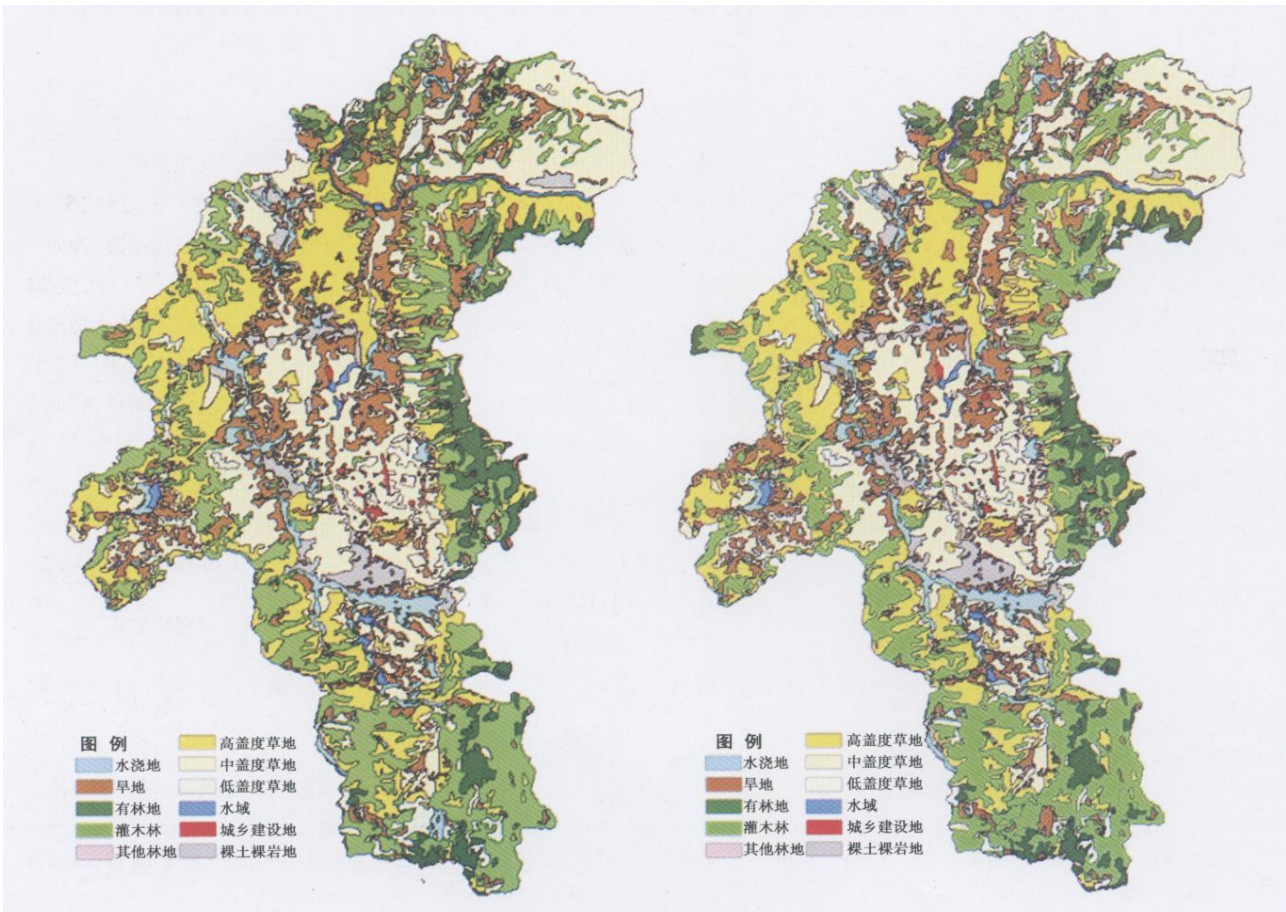 图 例
水浇地
旱地
有林地
灌木林
其他林地
高盖度草地
中盖度草地
低盖度草地
水域
城乡建设地
裸土裸岩地
图 例
水浇地
旱地
有林地
灌木林
其他林地
高盖度草地
中盖度草地
低盖度草地
水域
城乡建设地
裸土裸岩地